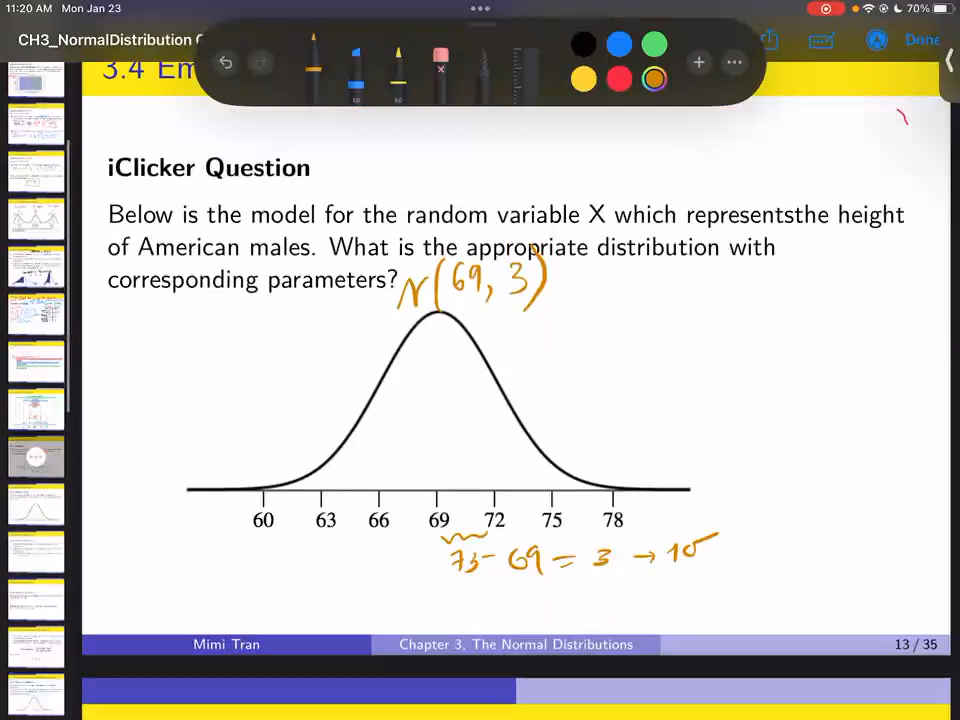 11:20 AM Mon Jan 23
70%
CH3_NormalDistribution
Done
3.4 Em
iClicker Question
Below is the model for the random variable X which representsthe height
of American males. What is the appropriate distribution with
corresponding parameters?
N(69, 3)
60 63 66 69 72 75 78
69 = 3 →
Mimi Tran
Chapter 3, The Normal Distributions
13 / 35